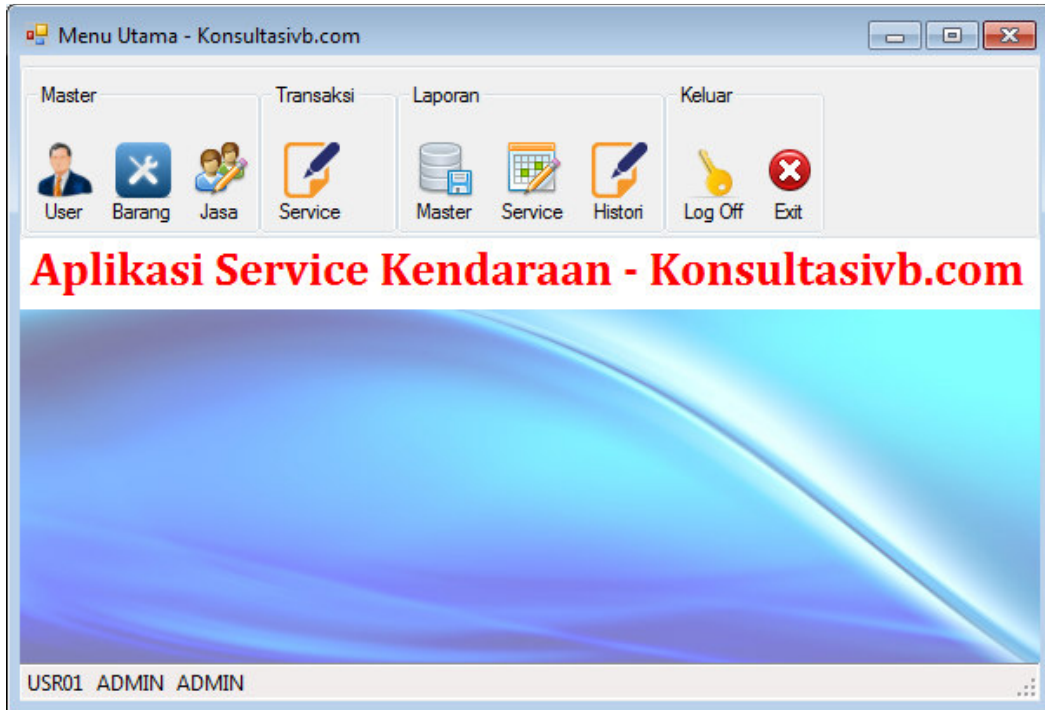 Menu Utama - Konsultasivb.com
Master Transaksi Laporan Keluar
User Barang Jasa Service Master Service Histori Log Off Exit
Aplikasi Service Kendaraan - Konsultasivb.com
USR01 ADMIN ADMIN